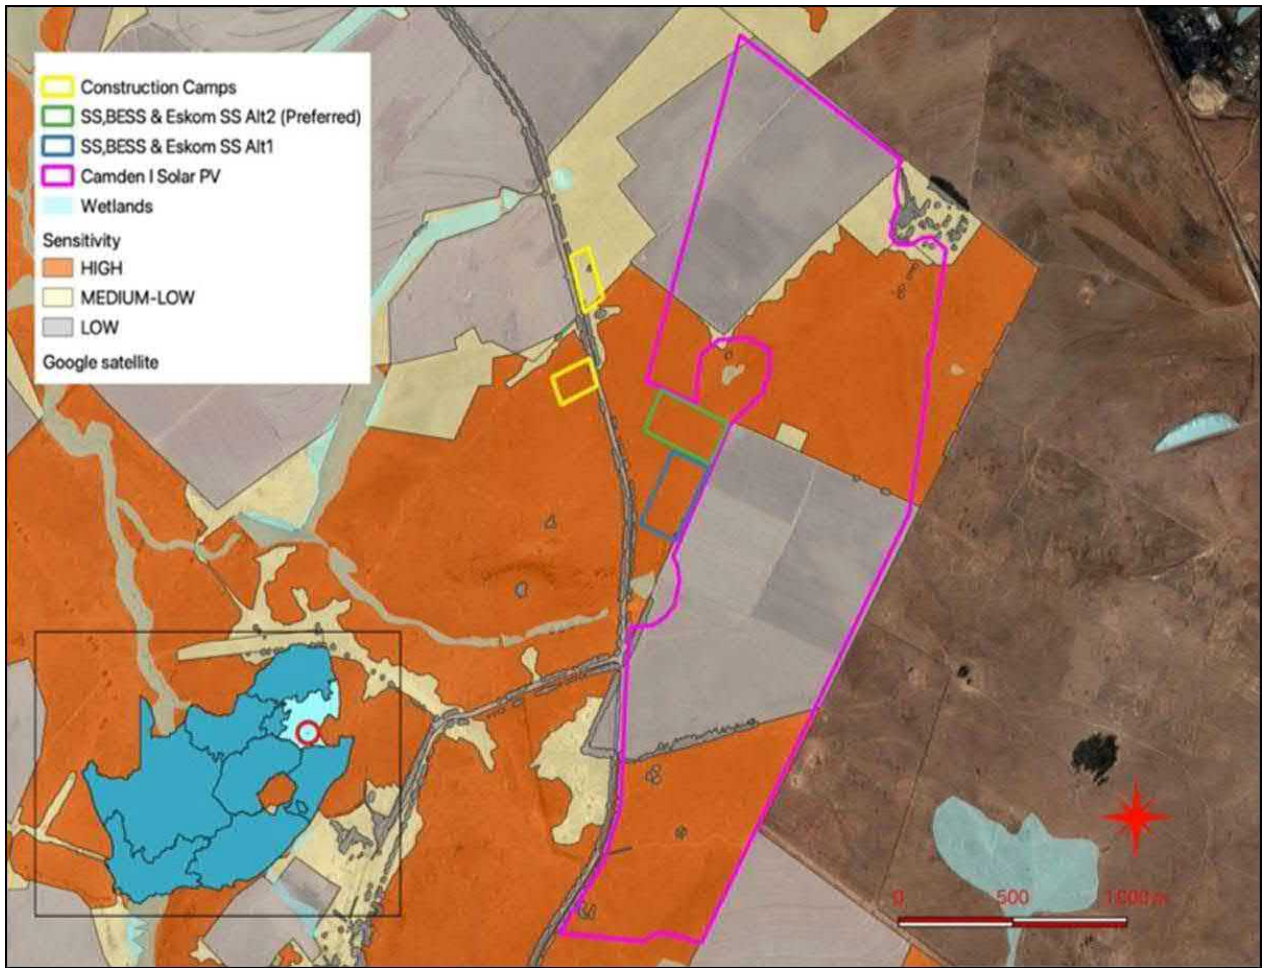 Construction Camps
SS,BESS & Eskom SS Alt2 (Preferred)
SS,BESS & Eskom SS Alt1
Camden I Solar PV
Wetlands
Sensitivity
HIGH
MEDIUM-LOW
LOW
Google satellite
0 500 1000 m